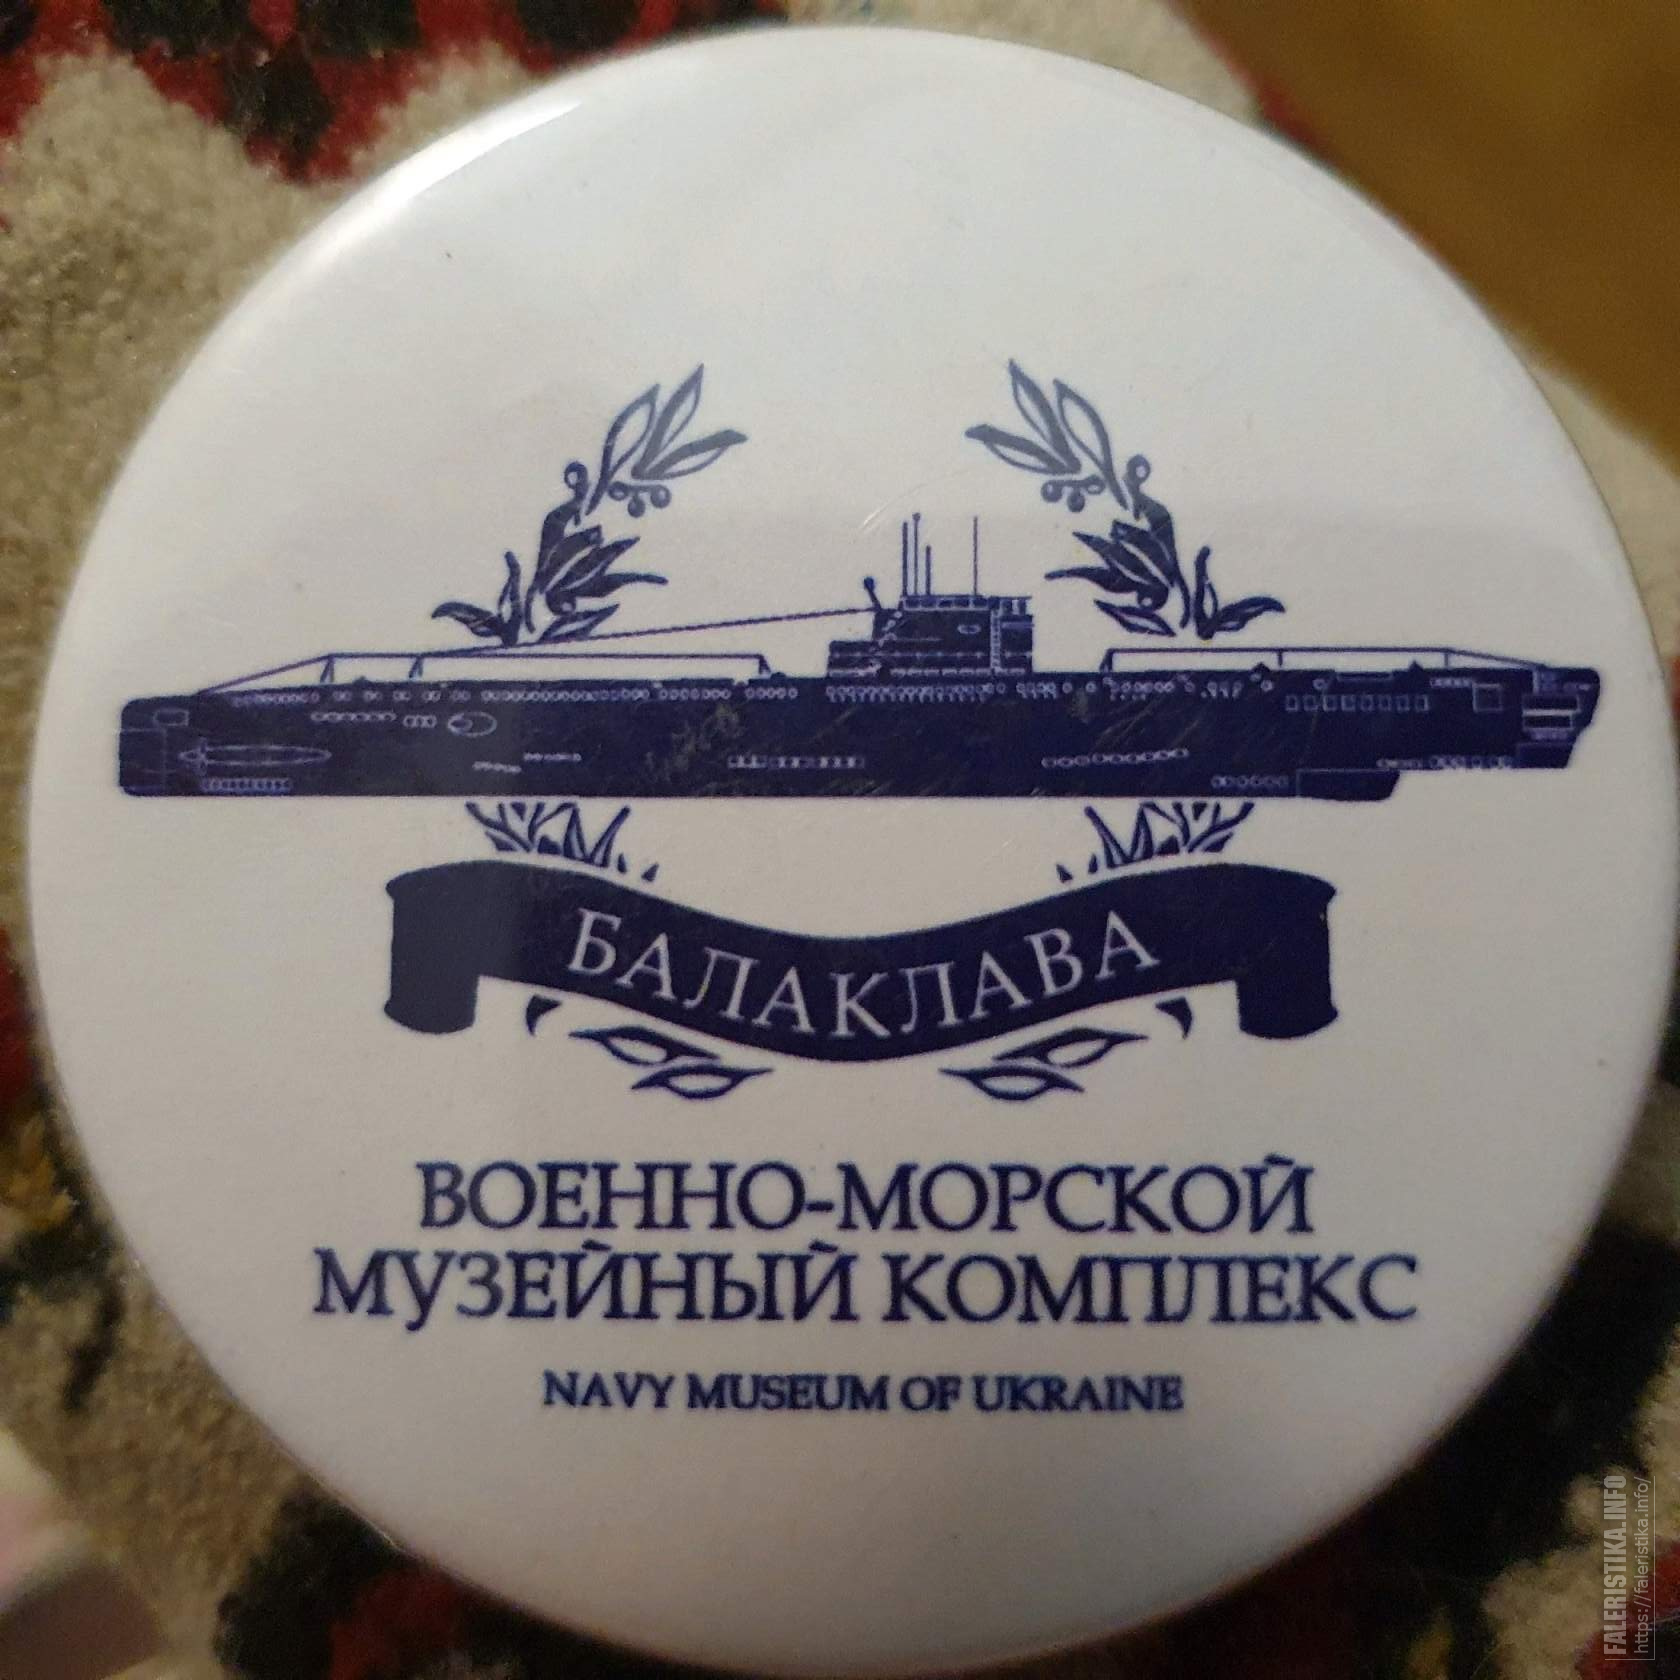 БАЛАКЛАВА
ВОЕННО-МОРСКОЙ
МУЗЕЙНЫЙ КОМПЛЕКС
NAVY MUSEUM OF UKRAINE
FALERISTIKA.INFO
https://faleristika.info/